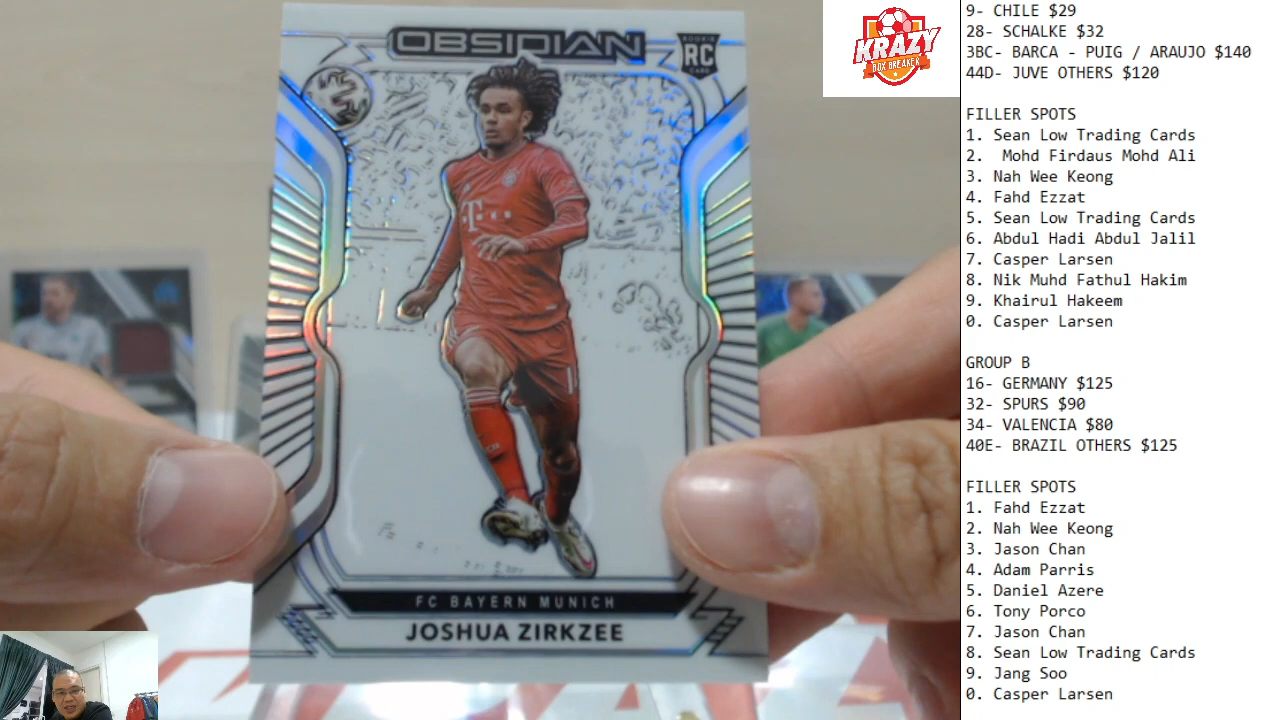 OBSIDIAN
ROOKIE
RC
CARD
T
FC BAYERN MUNICH
JOSHUA ZIRKZEE
KRAZY
BOX BREAKER
9- CHILE $29
28- SCHALKE $32
3BC- BARCA - PUIG / ARAUJO $140
44D- JUVE OTHERS $120
FILLER SPOTS
1. Sean Low Trading Cards
2.  Mohd Firdaus Mohd Ali
3. Nah Wee Keong
4. Fahd Ezzat
5. Sean Low Trading Cards
6. Abdul Hadi Abdul Jalil
7. Casper Larsen
8. Nik Muhd Fathul Hakim
9. Khairul Hakeem
0. Casper Larsen
GROUP B
16- GERMANY $125
32- SPURS $90
34- VALENCIA $80
40E- BRAZIL OTHERS $125
FILLER SPOTS
1. Fahd Ezzat
2. Nah Wee Keong
3. Jason Chan
4. Adam Parris
5. Daniel Azere
6. Tony Porco
7. Jason Chan
8. Sean Low Trading Cards
9. Jang Soo
0. Casper Larsen